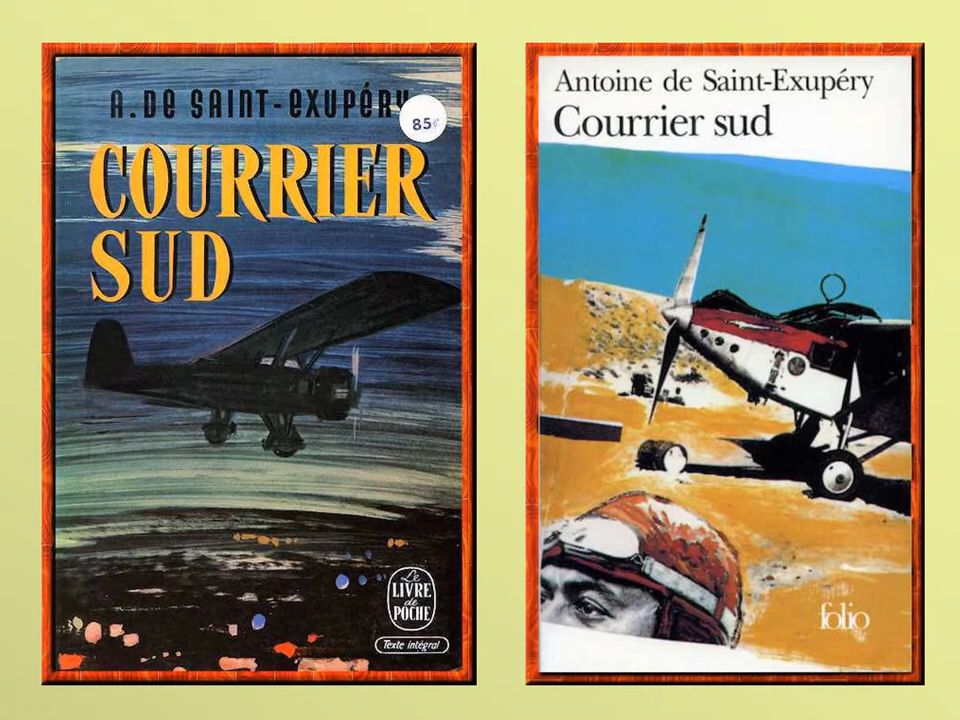 A. DE SAINT-EXUPÉRY
85¢
COURRIER
SUD
Le
LIVRE
de
POCHE
Texte intégral
Antoine de Saint-Exupéry
Courrier sud
folio